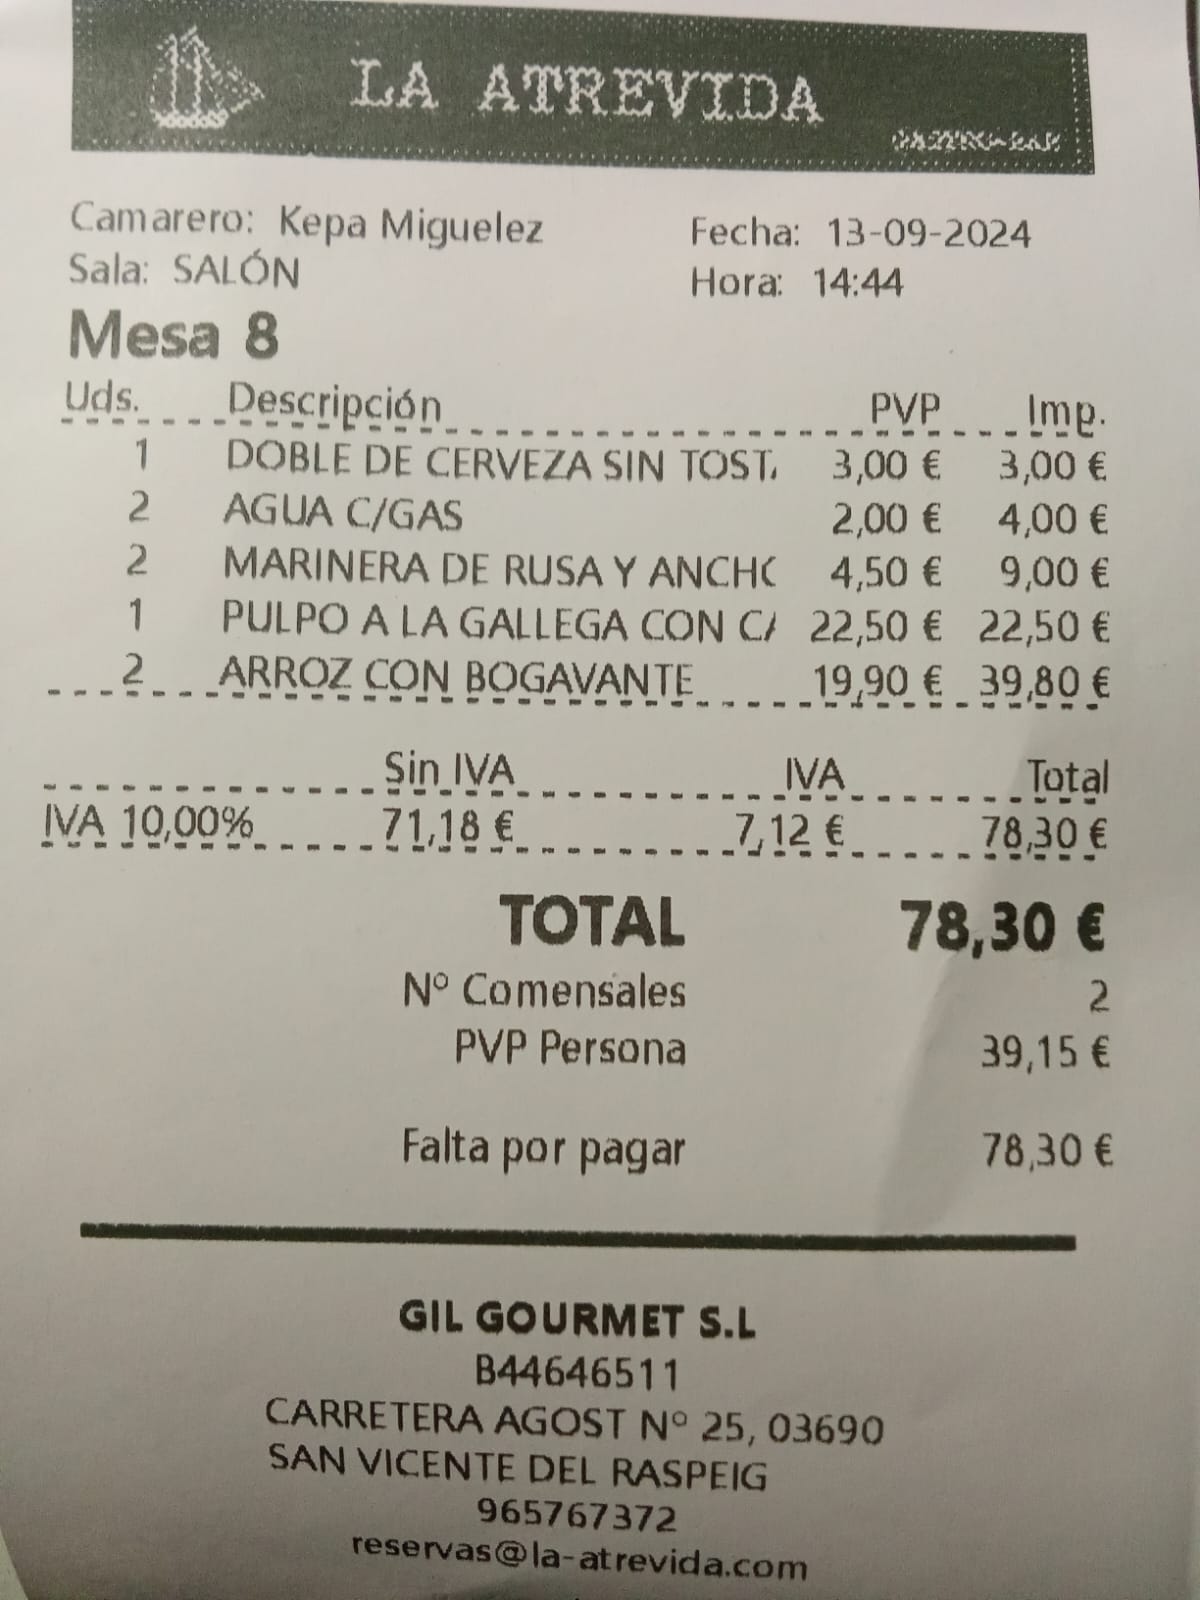 LA ATREVIDA
GASTRO-BAR
Camarero: Kepa Miguelez Fecha: 13-09-2024
Sala: SALÓN Hora: 14:44
Mesa 8
Uds. Descripción PVP Imp.
1 DOBLE DE CERVEZA SIN TOST 3,00 € 3,00 €
2 AGUA C/GAS 2,00 € 4,00 €
2 MARINERA DE RUSA Y ANCHO 4,50 € 9,00 €
1 PULPO A LA GALLEGA CON CA 22,50 € 22,50 €
2 ARROZ CON BOGAVANTE 19,90 € 39,80 €
Sin IVA IVA Total
IVA 10,00% 71,18 € 7,12 € 78,30 €
TOTAL 78,30 €
Nº Comensales 2
PVP Persona 39,15 €
Falta por pagar 78,30 €
GIL GOURMET S.L
B44646511
CARRETERA AGOST Nº 25, 03690
SAN VICENTE DEL RASPEIG
965767372
reservas@la-atrevida.com